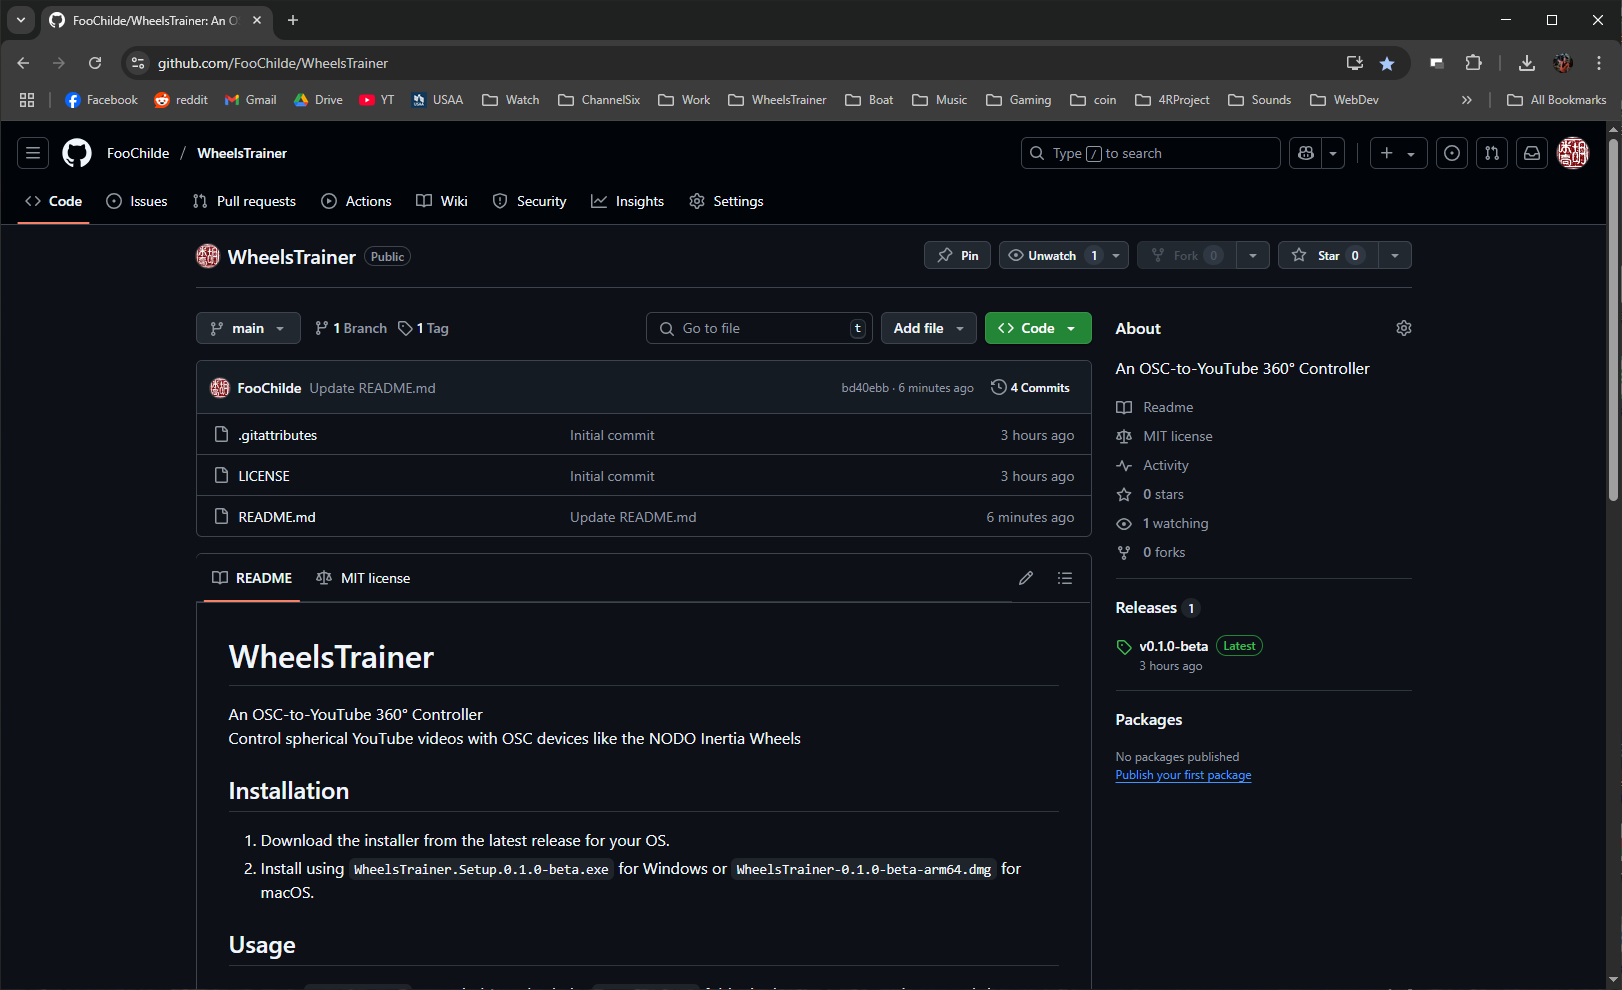 FooChilde/WheelsTrainer: An O
github.com/FooChilde/WheelsTrainer
Facebook reddit Gmail Drive YT USAA Watch ChannelSix Work WheelsTrainer Boat Music Gaming coin 4RProject Sounds WebDev » All Bookmarks
FooChilde / WheelsTrainer
Type / to search
Code Issues Pull requests Actions Wiki Security Insights Settings
WheelsTrainer Public
Pin Unwatch 1 Fork 0 Star 0
main 1 Branch 1 Tag
Go to file t
Add file <> Code
FooChilde Update README.md bd40ebb · 6 minutes ago 4 Commits
.gitattributes Initial commit 3 hours ago
LICENSE Initial commit 3 hours ago
README.md Update README.md 6 minutes ago
README MIT license
WheelsTrainer
An OSC-to-YouTube 360° Controller
Control spherical YouTube videos with OSC devices like the NODO Inertia Wheels
Installation
1. Download the installer from the latest release for your OS.
2. Install using WheelsTrainer.Setup.0.1.0-beta.exe for Windows or WheelsTrainer-0.1.0-beta-arm64.dmg for
macOS.
Usage
About
An OSC-to-YouTube 360° Controller
Readme
MIT license
Activity
0 stars
1 watching
0 forks
Releases 1
v0.1.0-beta Latest
3 hours ago
Packages
No packages published
Publish your first package